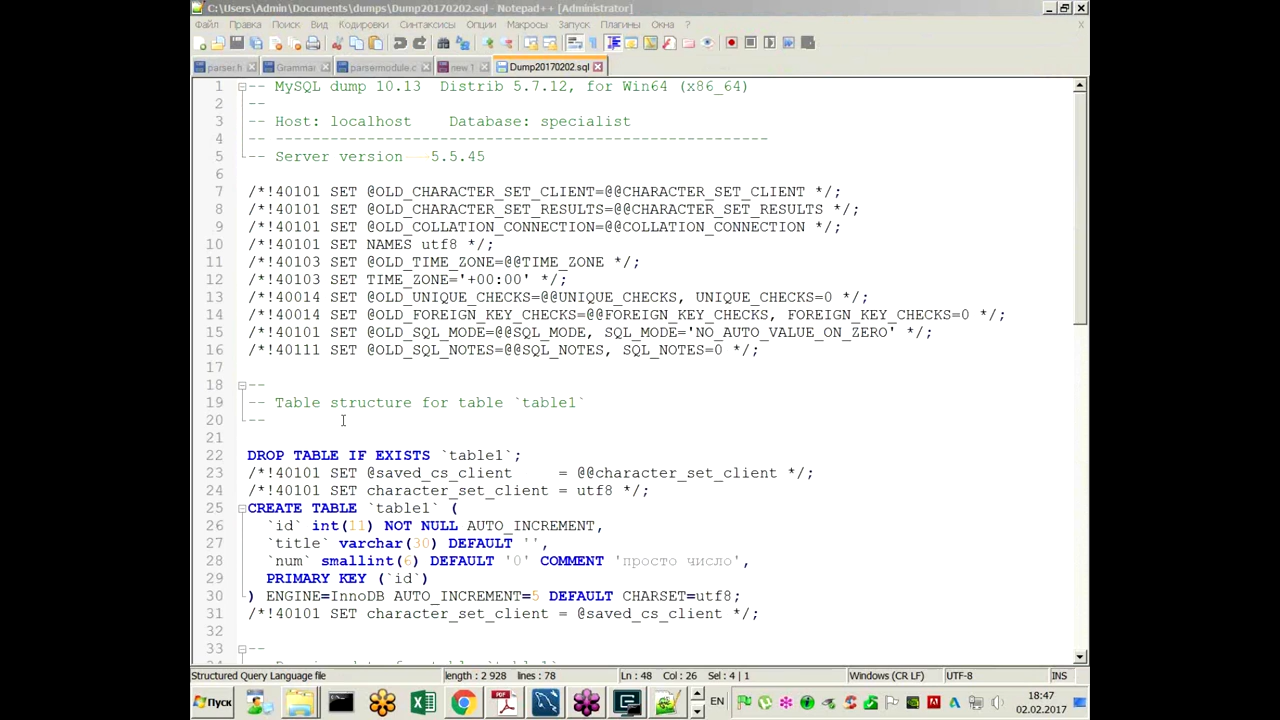 C:\Users\Admin\Documents\dumps\Dump20170202.sql - Notepad++ [Administrator]
Файл Правка Поиск Вид Кодировки Синтаксисы Опции Макросы Запуск Плагины Окна ?
parser.h Grammar parsermodule.c new 1 Dump20170202.sql
1 -- MySQL dump 10.13  Distrib 5.7.12, for Win64 (x86_64)
2 --
3 -- Host: localhost    Database: specialist
4 -- ------------------------------------------------------
5 -- Server version   5.5.45
6
7 /*!40101 SET @OLD_CHARACTER_SET_CLIENT=@@CHARACTER_SET_CLIENT */;
8 /*!40101 SET @OLD_CHARACTER_SET_RESULTS=@@CHARACTER_SET_RESULTS */;
9 /*!40101 SET @OLD_COLLATION_CONNECTION=@@COLLATION_CONNECTION */;
10 /*!40101 SET NAMES utf8 */;
11 /*!40103 SET @OLD_TIME_ZONE=@@TIME_ZONE */;
12 /*!40103 SET TIME_ZONE='+00:00' */;
13 /*!40014 SET @OLD_UNIQUE_CHECKS=@@UNIQUE_CHECKS, UNIQUE_CHECKS=0 */;
14 /*!40014 SET @OLD_FOREIGN_KEY_CHECKS=@@FOREIGN_KEY_CHECKS, FOREIGN_KEY_CHECKS=0 */;
15 /*!40101 SET @OLD_SQL_MODE=@@SQL_MODE, SQL_MODE='NO_AUTO_VALUE_ON_ZERO' */;
16 /*!40111 SET @OLD_SQL_NOTES=@@SQL_NOTES, SQL_NOTES=0 */;
17
18 --
19 -- Table structure for table `table1`
20 --
21
22 DROP TABLE IF EXISTS `table1`;
23 /*!40101 SET @saved_cs_client     = @@character_set_client */;
24 /*!40101 SET character_set_client = utf8 */;
25 CREATE TABLE `table1` (
26 `id` int(11) NOT NULL AUTO_INCREMENT,
27 `title` varchar(30) DEFAULT '',
28 `num` smallint(6) DEFAULT '0' COMMENT 'просто число',
29 PRIMARY KEY (`id`)
30 ) ENGINE=InnoDB AUTO_INCREMENT=5 DEFAULT CHARSET=utf8;
31 /*!40101 SET character_set_client = @saved_cs_client */;
32
33 --
Structured Query Language file length : 2 928 lines : 78 Ln : 48 Col : 26 Sel : 4 | 1 Windows (CR LF) UTF-8 INS
Пуск EN 18:47
02.02.2017